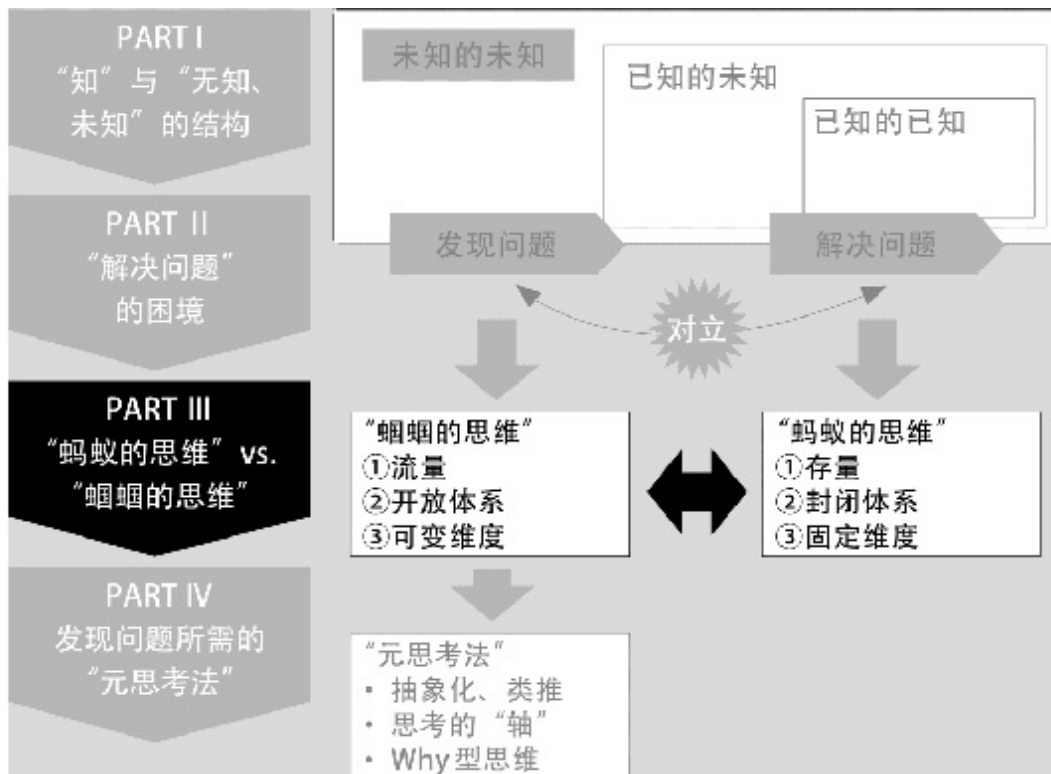 PART I
“知”与“无知、
未知”的结构
未知的未知
已知的未知
已知的已知
PART II
“解决问题”
的困境
发现问题
解决问题
对立
PART III
“蚂蚁的思维” vs.
“蝈蝈的思维”
“蝈蝈的思维”
①流量
②开放体系
③可变维度
“蚂蚁的思维”
①存量
②封闭体系
③固定维度
PART IV
发现问题所需的
“元思考法”
“元思考法”
· 抽象化、类推
· 思考的“轴”
· Why型思维